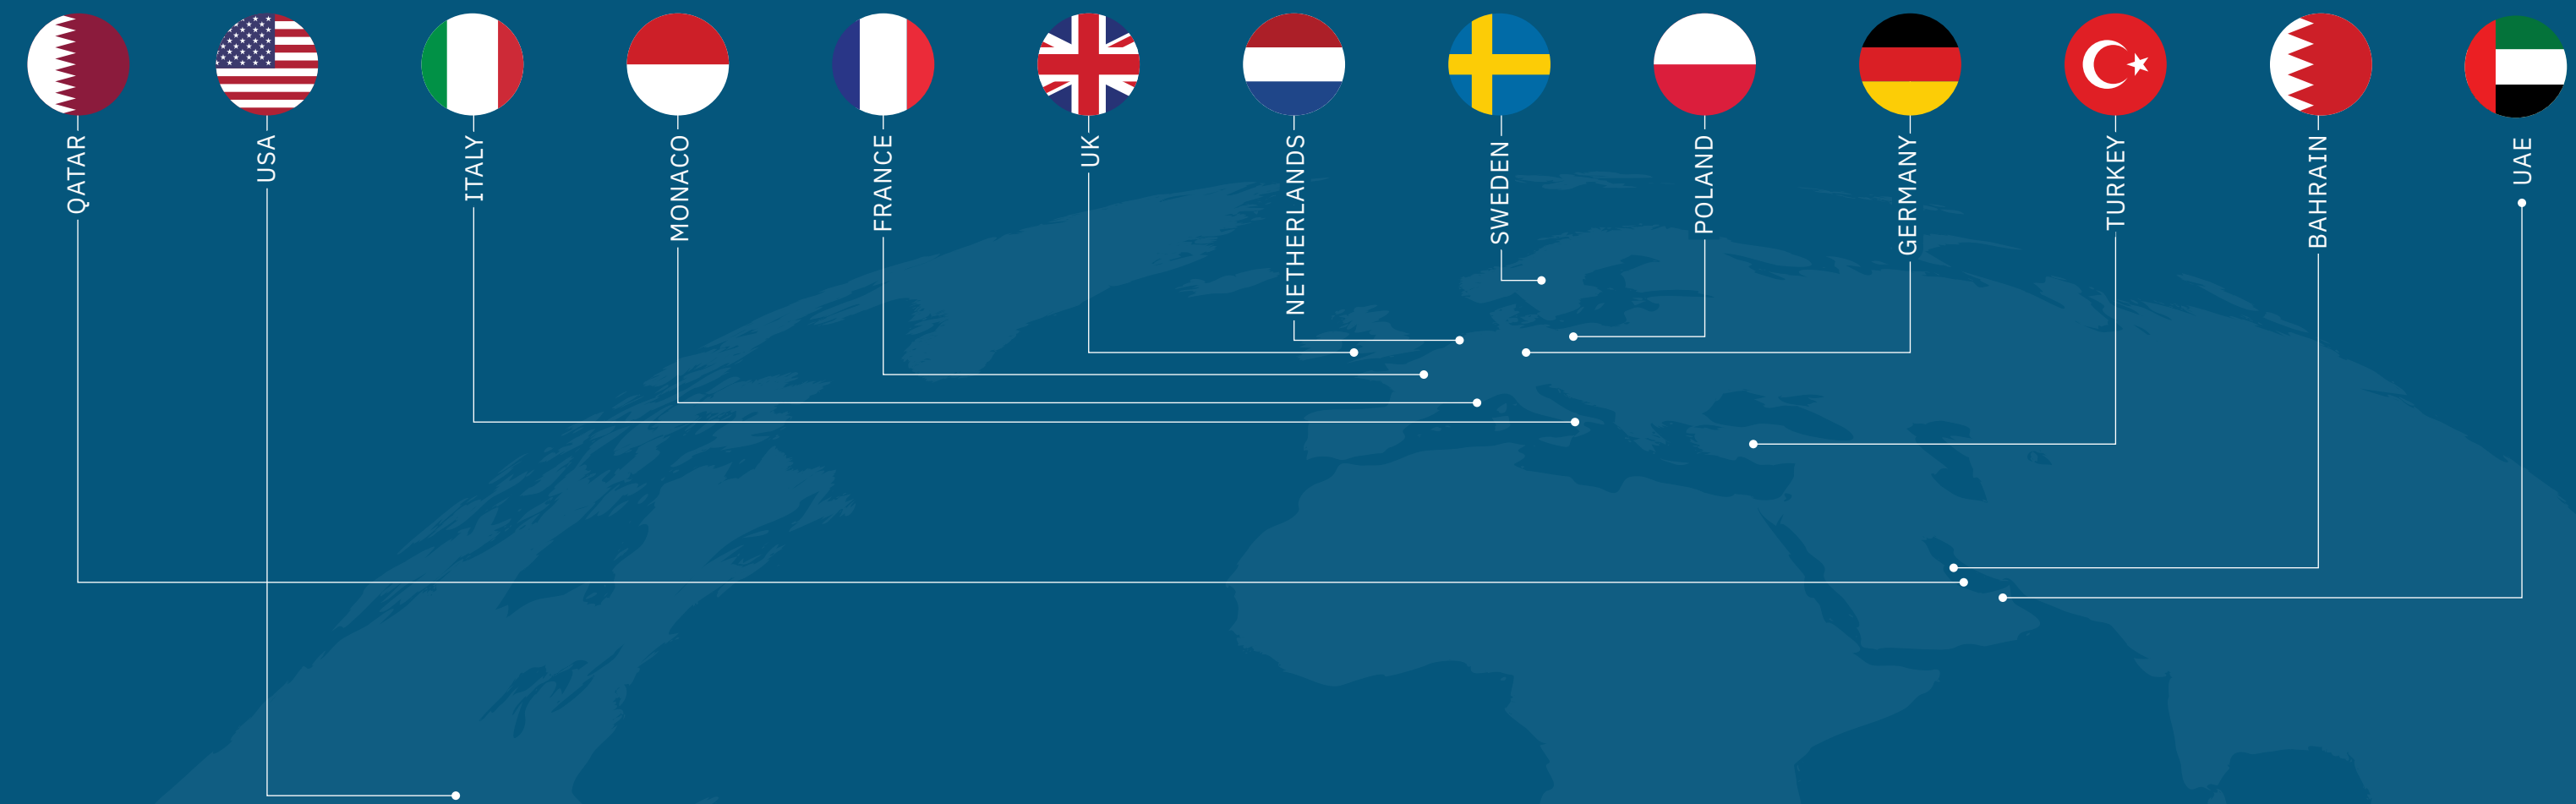 QATAR
USA
ITALY
MONACO
FRANCE
UK
NETHERLANDS
SWEDEN
POLAND
GERMANY
TURKEY
BAHRAIN
UAE